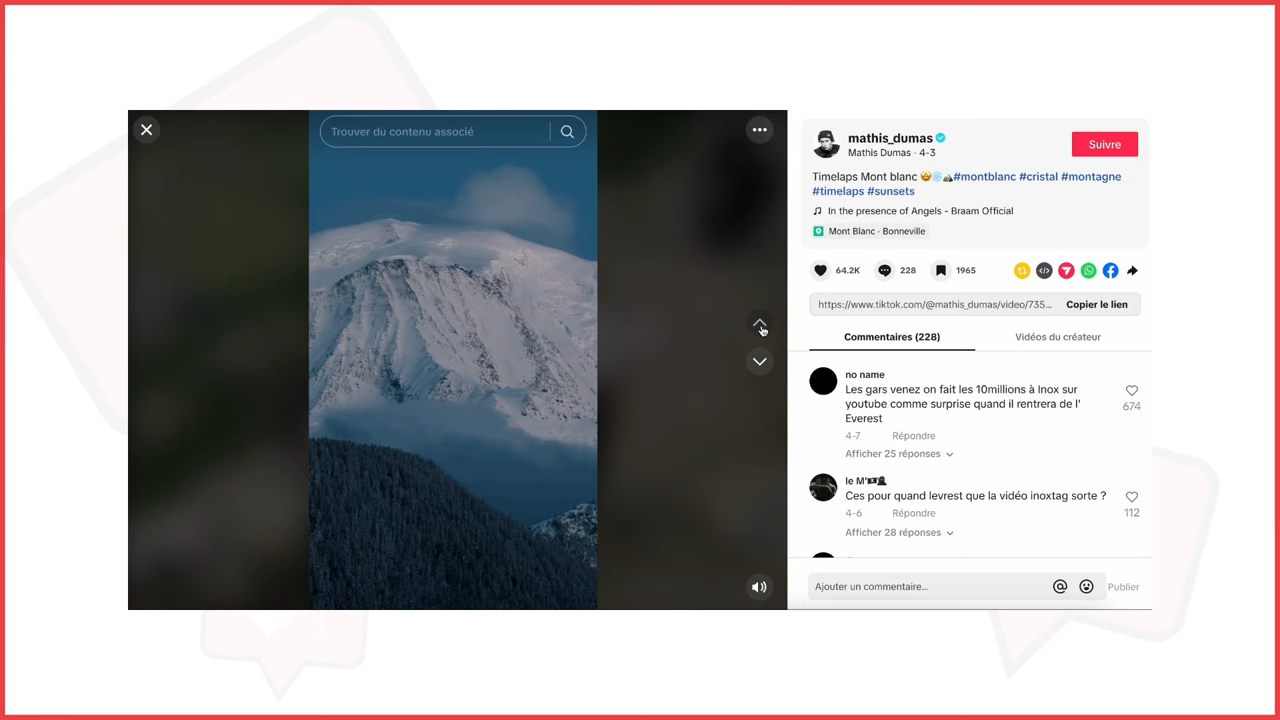 Trouver du contenu associé
mathis_dumas
Mathis Dumas · 4-3
Suivre
Timelaps Mont blanc 🤩❄️🏔️#montblanc #cristal #montagne
#timelaps #sunsets
In the presence of Angels - Braam Official
Mont Blanc · Bonneville
64.2K 228 1965
https://www.tiktok.com/@mathis_dumas/video/735... Copier le lien
Commentaires (228) Vidéos du créateur
no name
Les gars venez on fait les 10millions à Inox sur
youtube comme surprise quand il rentrera de l'
Everest
674
4-7 Répondre
Afficher 25 réponses
le M'
Ces pour quand levrest que la vidéo inoxtag sorte ?
112
4-6 Répondre
Afficher 28 réponses
Ajouter un commentaire... Publier